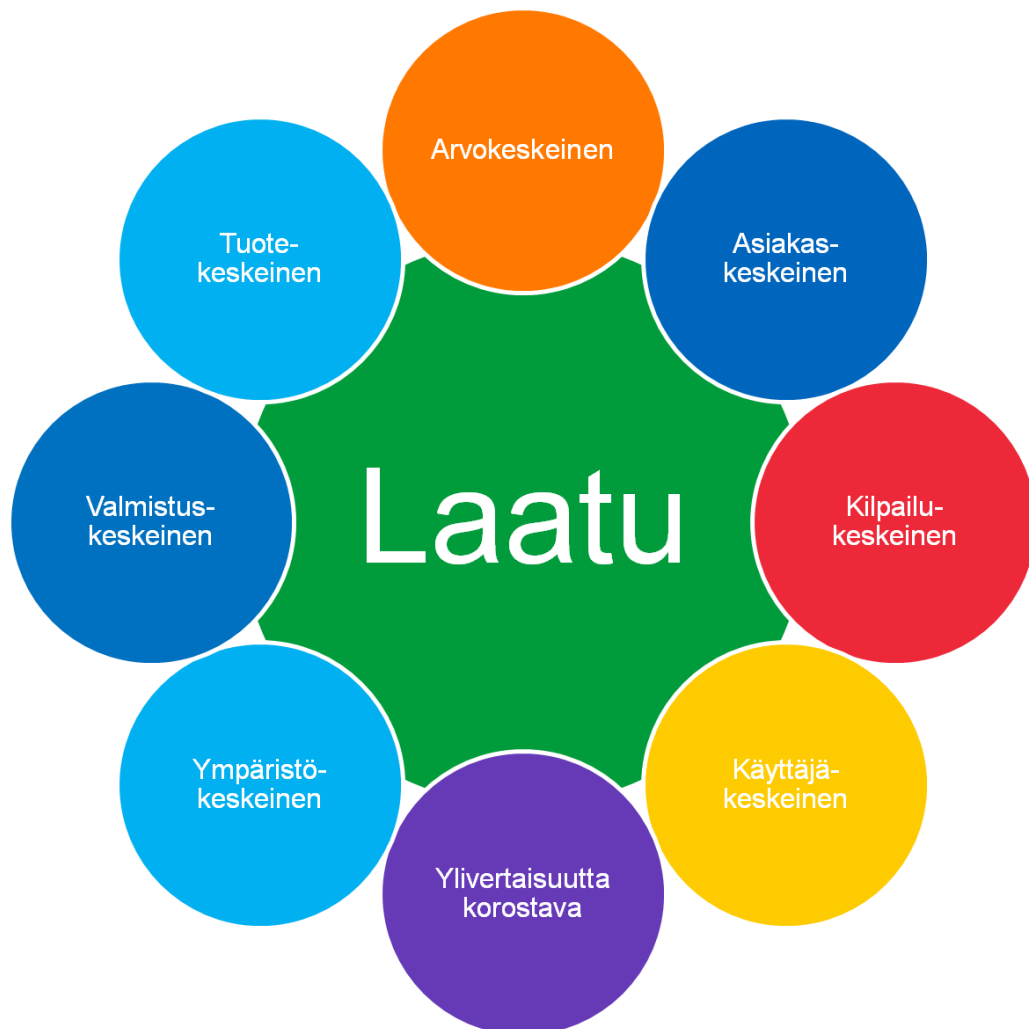 Arvokeskeinen
Asiakas-
keskeinen
Kilpailu-
keskeinen
Käyttäjä-
keskeinen
Ylivertaisuutta
korostava
Ympäristö-
keskeinen
Valmistus-
keskeinen
Tuote-
keskeinen
Laatu